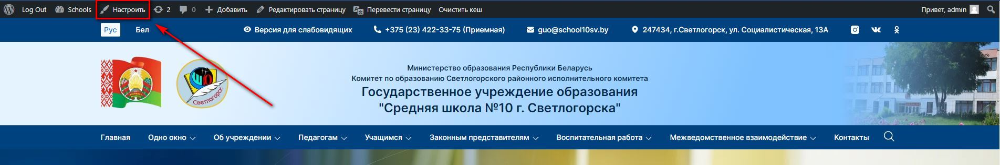 Log Out Schools Настроить 2 0 Добавить Редактировать страницу Перевести страницу Очистить кеш Привет, admin
Рус Бел Версия для слабовидящих +375 (23) 422-33-75 (Приемная) guo@school10sv.by 247434, г.Светлогорск, ул. Социалистическая, 13А
Министерство образования Республики Беларусь
Комитет по образованию Светлогорского районного исполнительного комитета
Государственное учреждение образования
"Средняя школа №10 г. Светлогорска"
Ш10
Светлогорск
Главная Одно окно Об учреждении Педагогам Учащимся Законным представителям Воспитательная работа Межведомственное взаимодействие Контакты